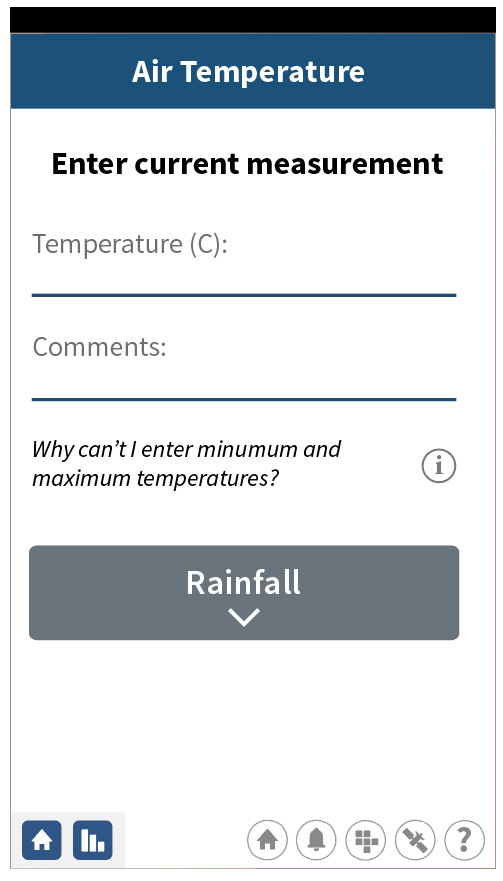 Air Temperature
Enter current measurement
Temperature (C):
Comments:
Why can't I enter minumum and
maximum temperatures?
i
Rainfall
?